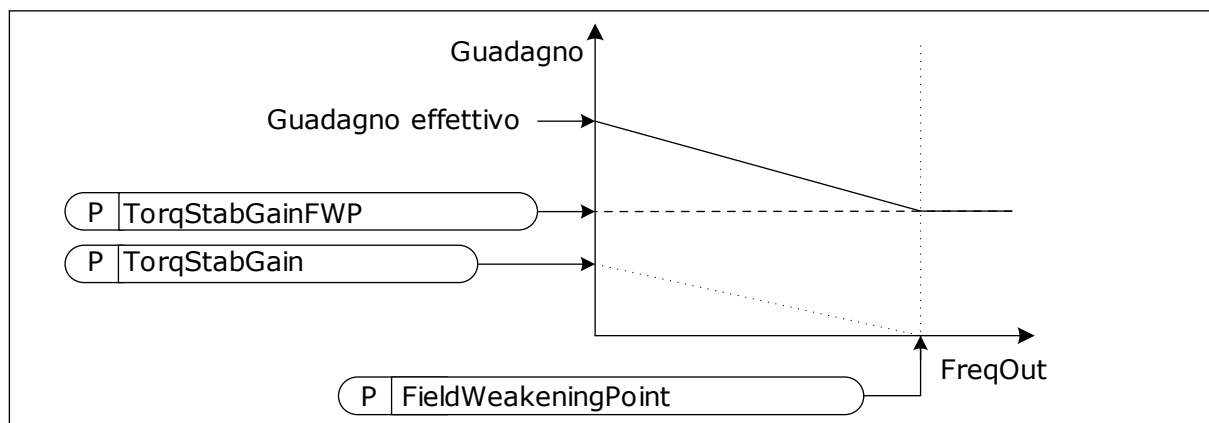 Guadagno
Guadagno effettivo
P TorqStabGainFWP
P TorqStabGain
FreqOut
P FieldWeakeningPoint